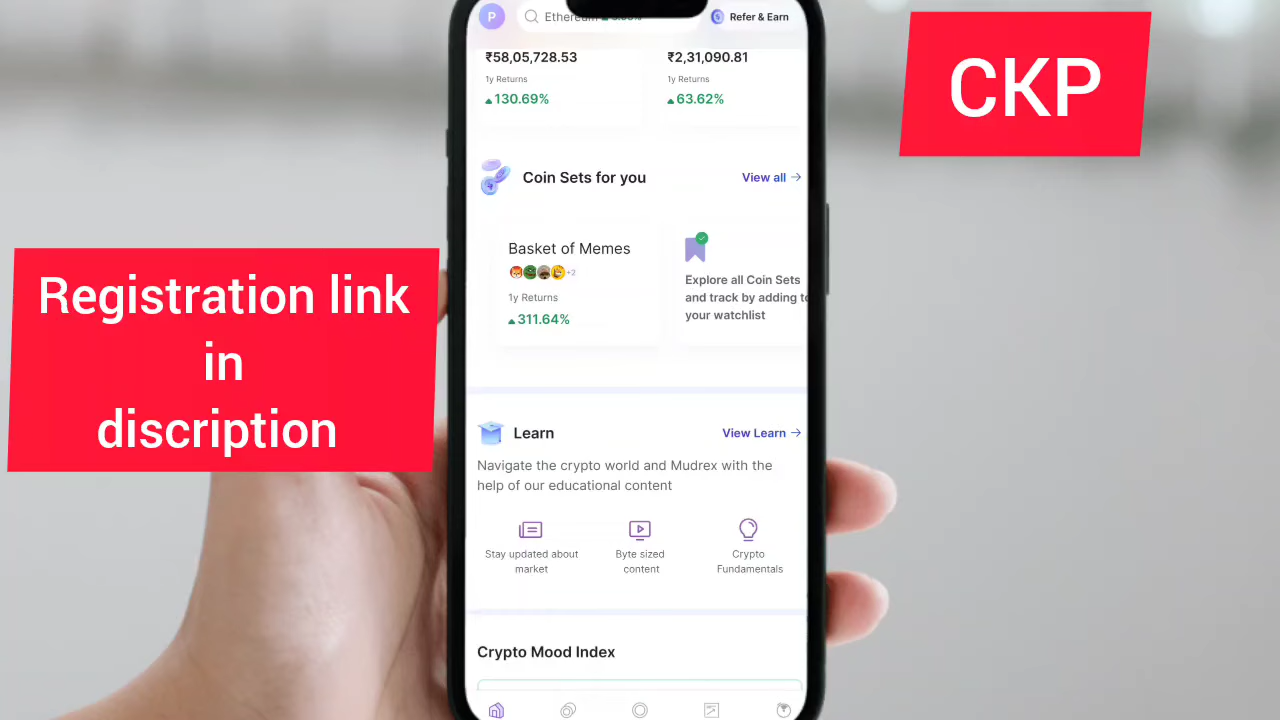 P
Ethereum
Refer & Earn
CKP
₹58,05,728.53
₹2,31,090.81
1y Returns
1y Returns
130.69%
63.62%
Coin Sets for you
View all
Basket of Memes
+2
1y Returns
311.64%
Explore all Coin Sets
and track by adding to
your watchlist
Registration link
in
discription
Learn
View Learn
Navigate the crypto world and Mudrex with the
help of our educational content
Stay updated about
market
Byte sized
content
Crypto
Fundamentals
Crypto Mood Index